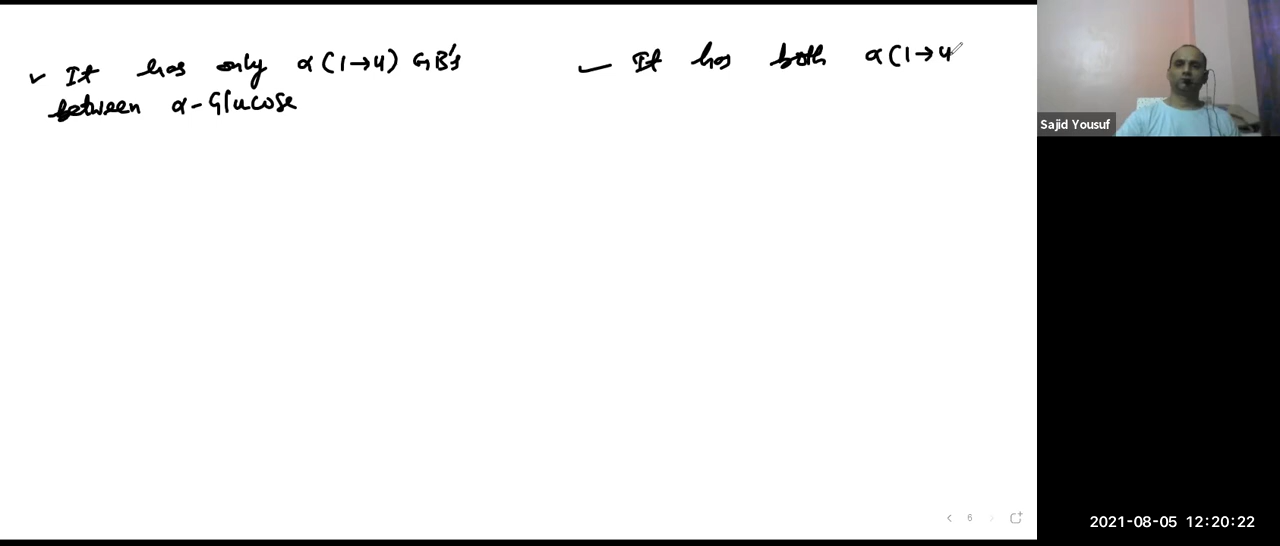 ✓ It has only α(1→4) GB's
between α-Glucose
– It has both α(1→4
Sajid Yousuf
6
2021-08-05 12:20:22